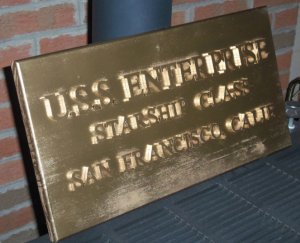 U.S.S. ENTERPRISE
STARSHIP CLASS
SAN FRANCISCO, CALIF.